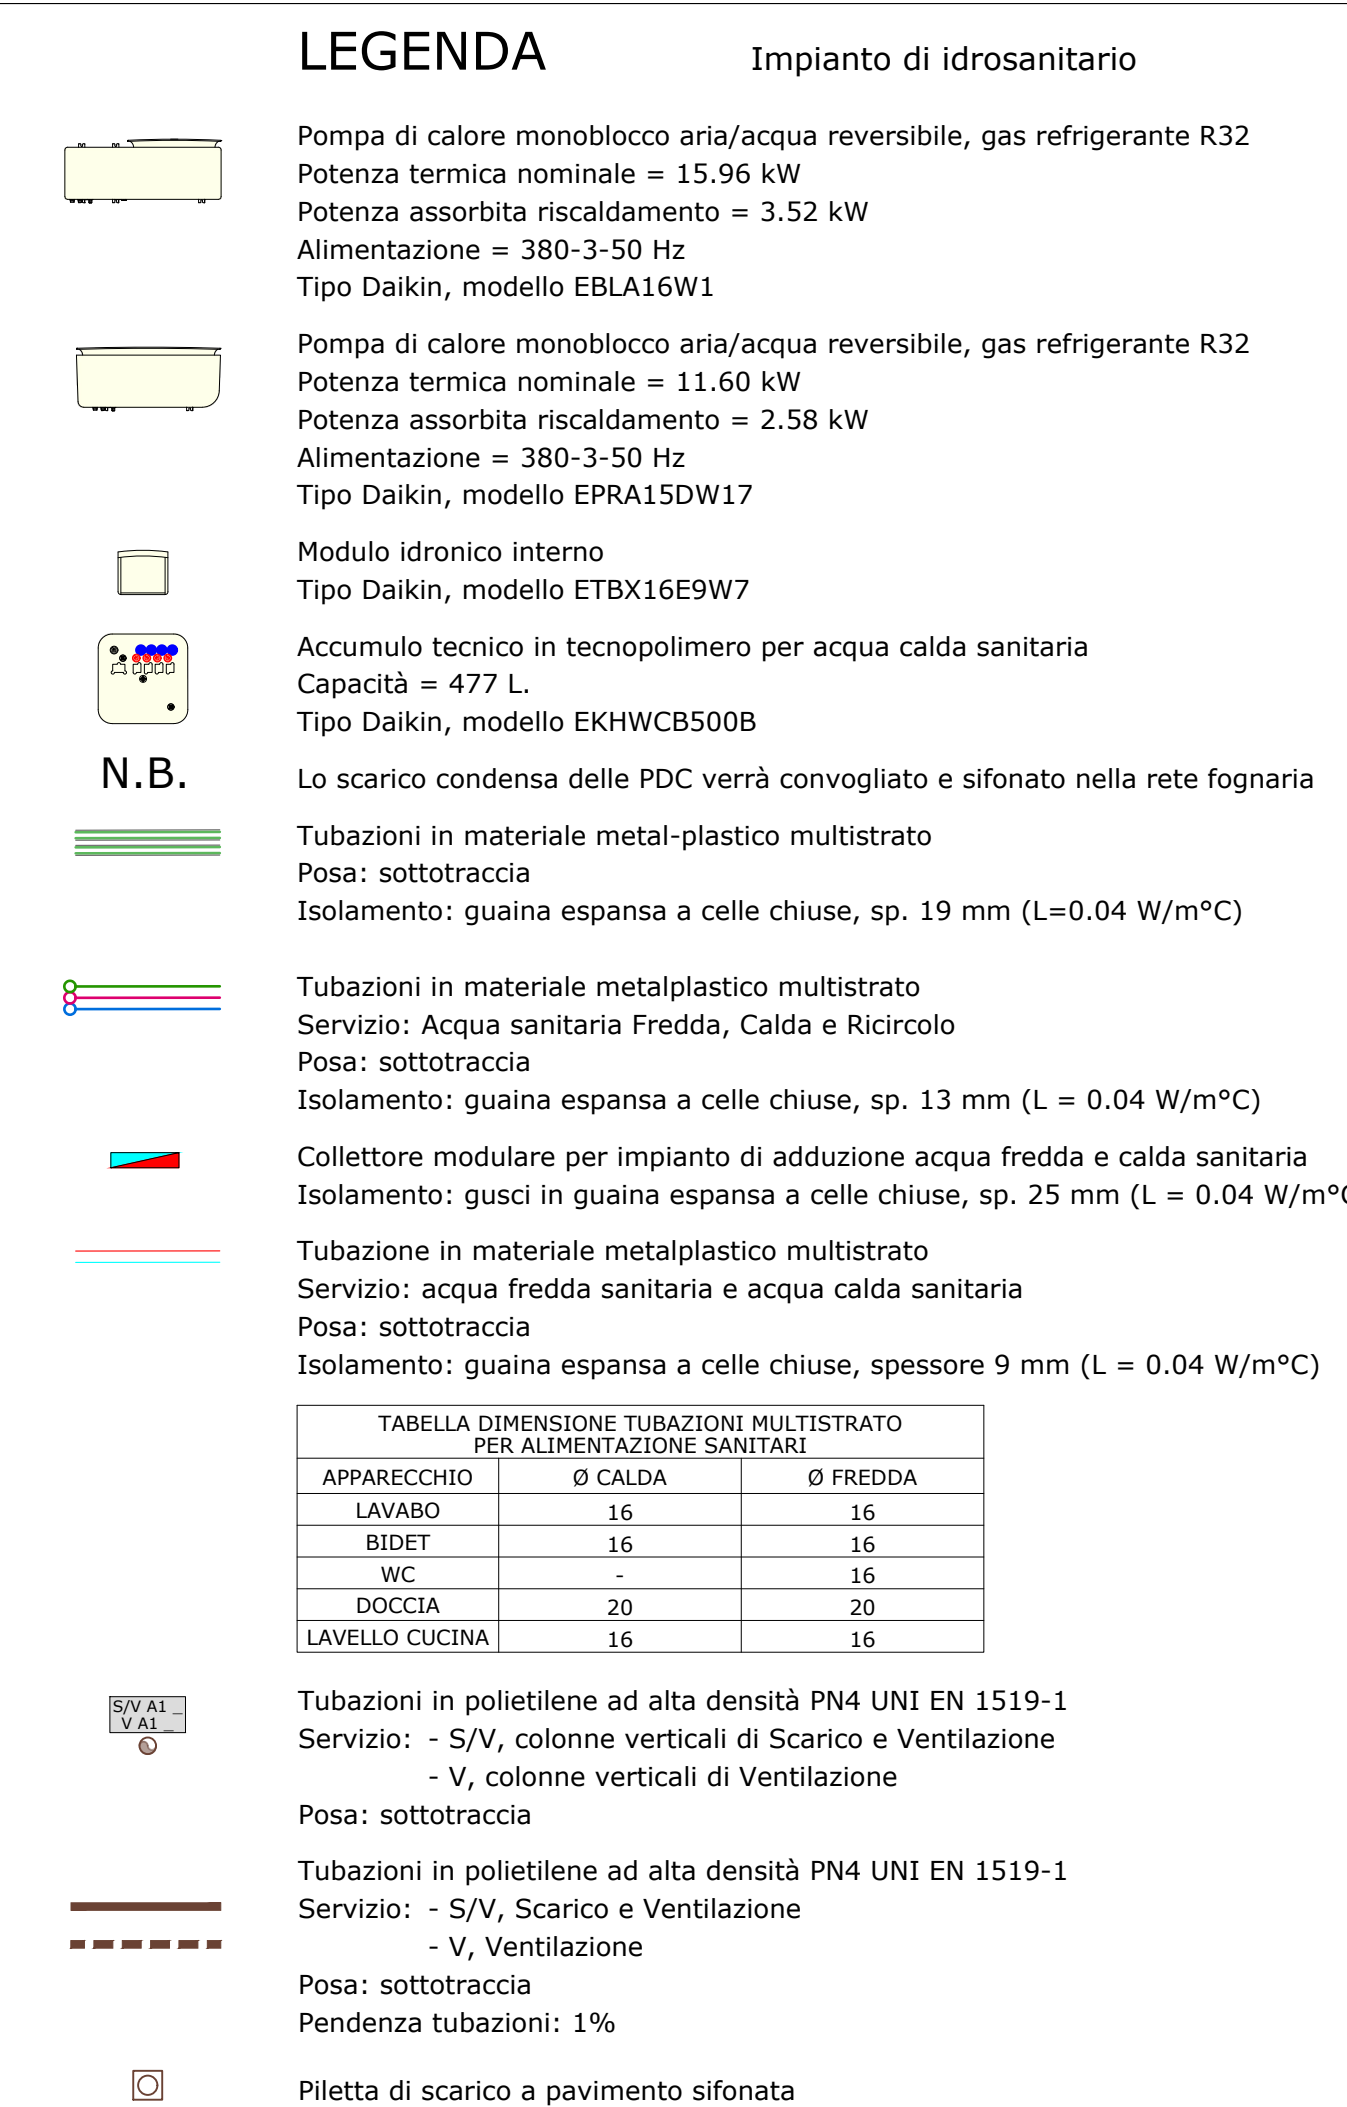 LEGENDA Impianto di idrosanitario
Pompa di calore monoblocco aria/acqua reversibile, gas refrigerante R32
Potenza termica nominale = 15.96 kW
Potenza assorbita riscaldamento = 3.52 kW
Alimentazione = 380-3-50 Hz
Tipo Daikin, modello EBLA16W1
Pompa di calore monoblocco aria/acqua reversibile, gas refrigerante R32
Potenza termica nominale = 11.60 kW
Potenza assorbita riscaldamento = 2.58 kW
Alimentazione = 380-3-50 Hz
Tipo Daikin, modello EPRA15DW17
Modulo idronico interno
Tipo Daikin, modello ETBX16E9W7
Accumulo tecnico in tecnopolimero per acqua calda sanitaria
Capacità = 477 L.
Tipo Daikin, modello EKHWCB500B
N.B. Lo scarico condensa delle PDC verrà convogliato e sifonato nella rete fognaria
Tubazioni in materiale metal-plastico multistrato
Posa: sottotraccia
Isolamento: guaina espansa a celle chiuse, sp. 19 mm (L=0.04 W/m°C)
Tubazioni in materiale metalplastico multistrato
Servizio: Acqua sanitaria Fredda, Calda e Ricircolo
Posa: sottotraccia
Isolamento: guaina espansa a celle chiuse, sp. 13 mm (L = 0.04 W/m°C)
Collettore modulare per impianto di adduzione acqua fredda e calda sanitaria
Isolamento: gusci in guaina espansa a celle chiuse, sp. 25 mm (L = 0.04 W/m°C
Tubazione in materiale metalplastico multistrato
Servizio: acqua fredda sanitaria e acqua calda sanitaria
Posa: sottotraccia
Isolamento: guaina espansa a celle chiuse, spessore 9 mm (L = 0.04 W/m°C)
TABELLA DIMENSIONE TUBAZIONI MULTISTRATO
PER ALIMENTAZIONE SANITARI
APPARECCHIO Ø CALDA Ø FREDDA
LAVABO 16 16
BIDET 16 16
WC - 16
DOCCIA 20 20
LAVELLO CUCINA 16 16
S/V A1 _
V A1 _
Tubazioni in polietilene ad alta densità PN4 UNI EN 1519-1
Servizio: - S/V, colonne verticali di Scarico e Ventilazione
- V, colonne verticali di Ventilazione
Posa: sottotraccia
Tubazioni in polietilene ad alta densità PN4 UNI EN 1519-1
Servizio: - S/V, Scarico e Ventilazione
- V, Ventilazione
Posa: sottotraccia
Pendenza tubazioni: 1%
Piletta di scarico a pavimento sifonata